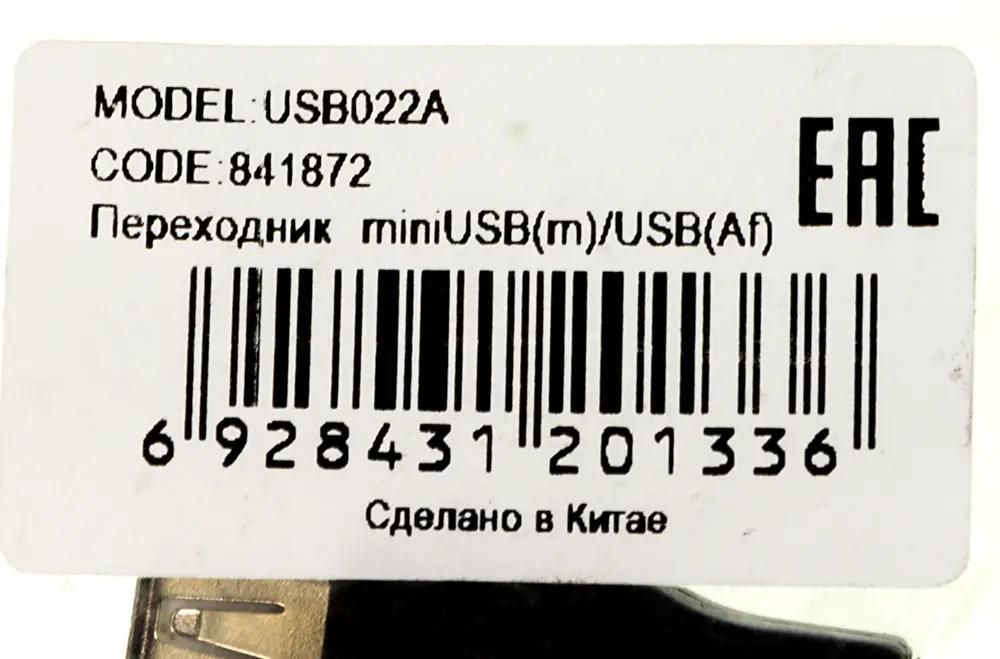 MODEL:USB022A
CODE:841872
EAC
Переходник miniUSB(m)/USB(Af)
6 928431 201336
Сделано в Китае